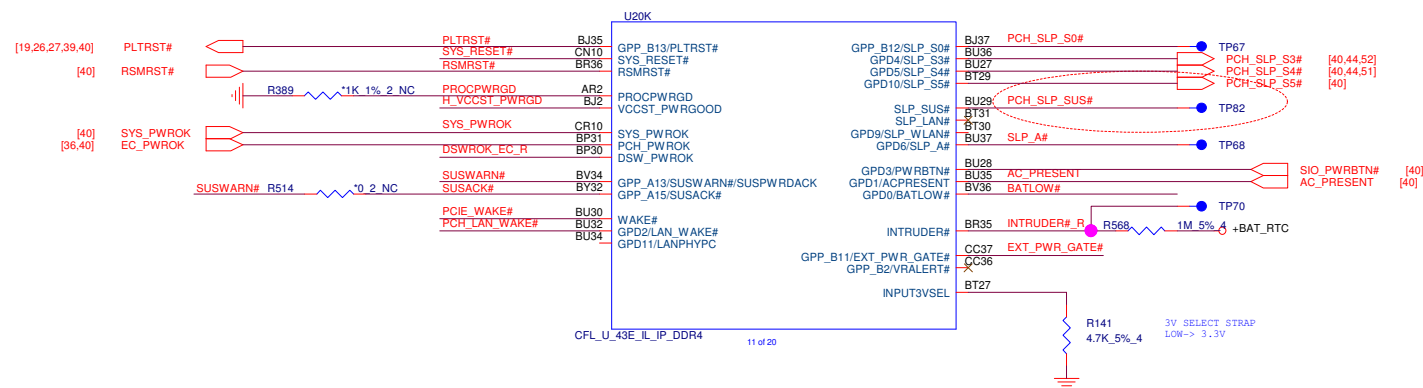 U20K
[19,26,27,39,40] PLTRST# PLTRST# BJ35 GPP_B13/PLTRST# GPP_B12/SLP_S0# BJ37 PCH_SLP_S0# TP67
SYS_RESET# CN10 SYS_RESET# GPD4/SLP_S3# BU36 PCH_SLP_S3# [40,44,52]
[40] RSMRST# RSMRST# BR36 RSMRST# GPD5/SLP_S4# BU27 PCH_SLP_S4# [40,44,51]
GPD10/SLP_S5# BT29 PCH_SLP_S5# [40]
R389 *1K_1%_2_NC PROCPWRGD AR2 PROCPWRGD
H_VCCST_PWRGD BJ2 VCCST_PWRGOOD SLP_SUS# BU29 PCH_SLP_SUS# TP82
SLP_LAN# BT31
[40] SYS_PWROK SYS_PWROK CR10 SYS_PWROK GPD9/SLP_WLAN# BT30
[36,40] EC_PWROK BP31 PCH_PWROK GPD6/SLP_A# BU37 SLP_A# TP68
DSWROK_EC_R BP30 DSW_PWROK
GPD3/PWRBTN# BU28 SIO_PWRBTN# [40]
SUSWARN# BV34 GPP_A13/SUSWARN#/SUSPWRDACK GPD1/ACPRESENT BU35 AC_PRESENT AC_PRESENT [40]
SUSWARN# R514 *0_2_NC SUSACK# BY32 GPP_A15/SUSACK# GPD0/BATLOW# BV36 BATLOW#
TP70
PCIE_WAKE# BU30 WAKE#
PCH_LAN_WAKE# BU32 GPD2/LAN_WAKE# INTRUDER# BR35 INTRUDER#_R R568 1M_5%_4 +BAT_RTC
BU34 GPD11/LANPHYPC
GPP_B11/EXT_PWR_GATE# CC37 EXT_PWR_GATE#
GPP_B2/VRALERT# CC36
INPUT3VSEL BT27
R141 3V SELECT STRAP
4.7K_5%_4 LOW-> 3.3V
CFL_U_43E_IL_IP_DDR4
11 of 20